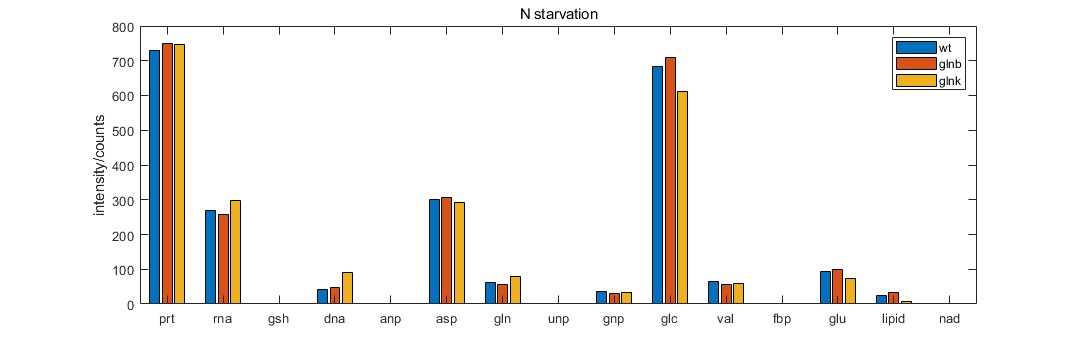 N starvation
800
700
600
500
400
300
200
100
0
intensity/counts
wt
glnb
glnk
prt rna gsh dna anp asp gln unp gnp glc val fbp glu lipid nad